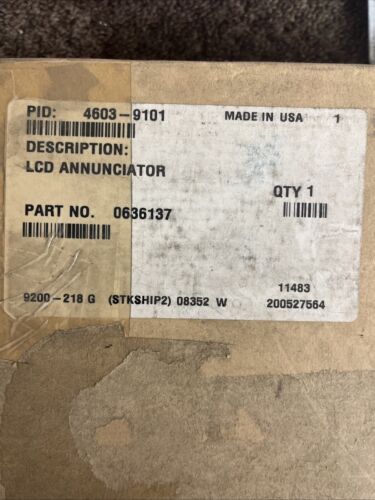 PID: 4603-9101 MADE IN USA 1
DESCRIPTION:
LCD ANNUNCIATOR
QTY 1
PART NO. 0636137
11483
9200-218 G (STKSHIP2) 08352 W 200527564